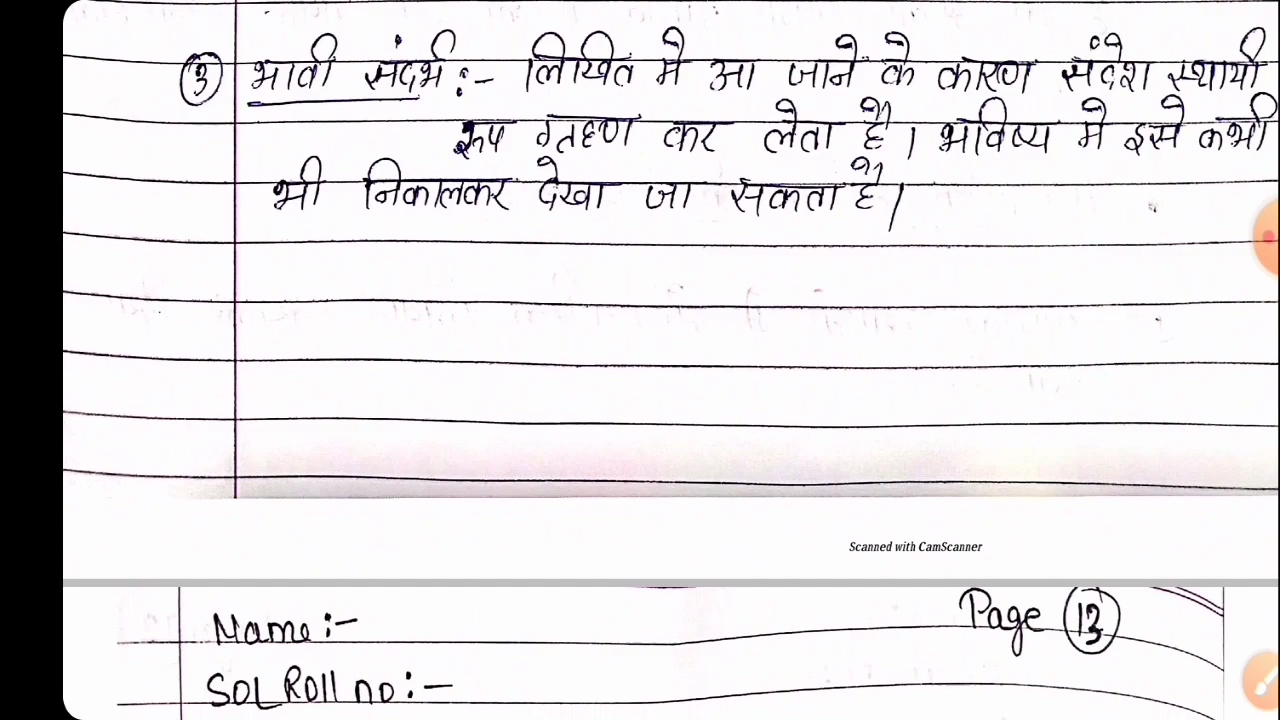 ③ भावी संदर्भ :- लिखित मे आ जाने के कारण संदेश स्थायी
रूप ग्रहण कर लेता है। भविष्य मे इसे कभी
भी निकालकर देखा जा सकता है।
Scanned with CamScanner
Name :-
Page 13
SOL Roll no :-